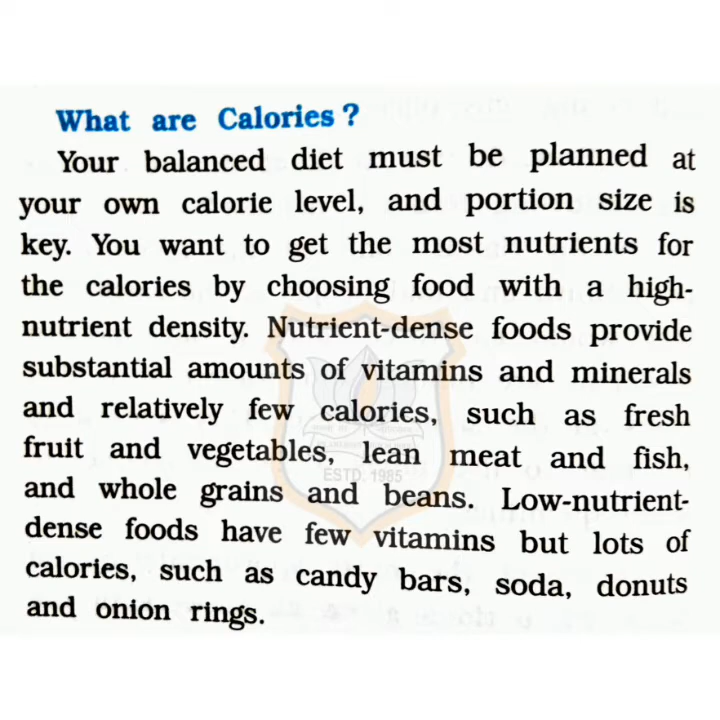 What are Calories ?
Your balanced diet must be planned at
your own calorie level, and portion size is
key. You want to get the most nutrients for
the calories by choosing food with a high-
nutrient density. Nutrient-dense foods provide
substantial amounts of vitamins and minerals
and relatively few calories, such as fresh
fruit and vegetables, lean meat and fish,
ESTD. 1985
and whole grains and beans. Low-nutrient-
dense foods have few vitamins but lots of
calories, such as candy bars, soda, donuts
and onion rings.